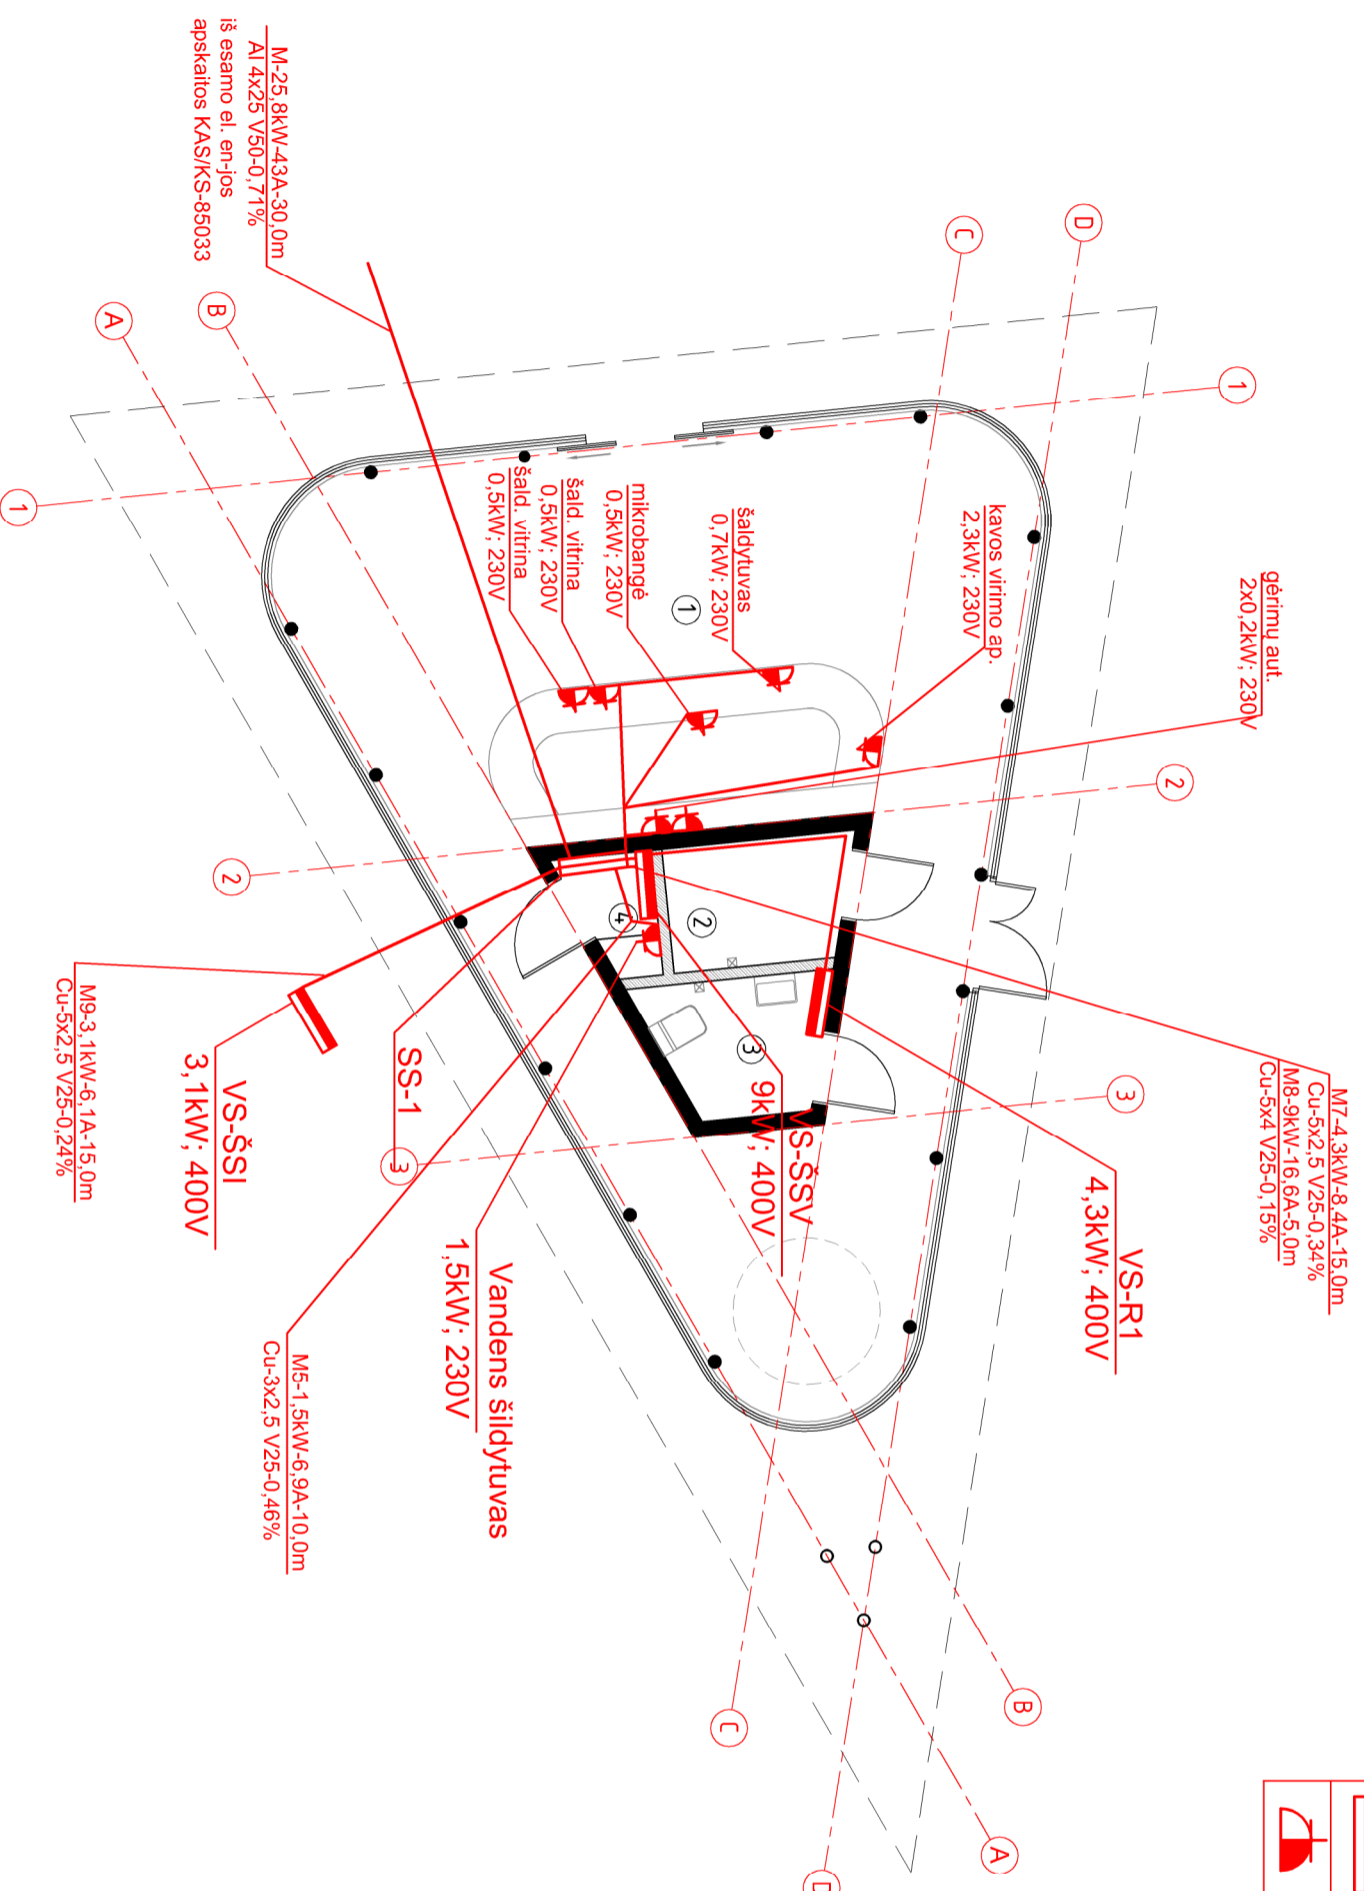 M-25,8kW-43A-30,0m
Al 4x25 V50-0,71%
iš esamo el. en-jos
apskaitos KAS/KS-85033
A
B
C
D
1
1
gėrimų aut.
2x0,2kW; 230V
kavos virimo ap.
2,3kW; 230V
šaldytuvas
0,7kW; 230V
mikrobangė
0,5kW; 230V
šald. vitrina
0,5kW; 230V
šald. vitrina
0,5kW; 230V
1
2
2
2
3
4
3
3
M7-4,3kW-8,4A-15,0m
Cu-5x2,5 V25-0,34%
M8-9kW-16,6A-5,0m
Cu-5x4 V25-0,15%
VS-R1
4,3kW; 400V
VS-ŠSV
9kW; 400V
SS-1
VS-ŠSI
3,1kW; 400V
M9-3,1kW-6,1A-15,0m
Cu-5x2,5 V25-0,24%
Vandens šildytuvas
1,5kW; 230V
M5-1,5kW-6,9A-10,0m
Cu-3x2,5 V25-0,46%
B
C
A
D